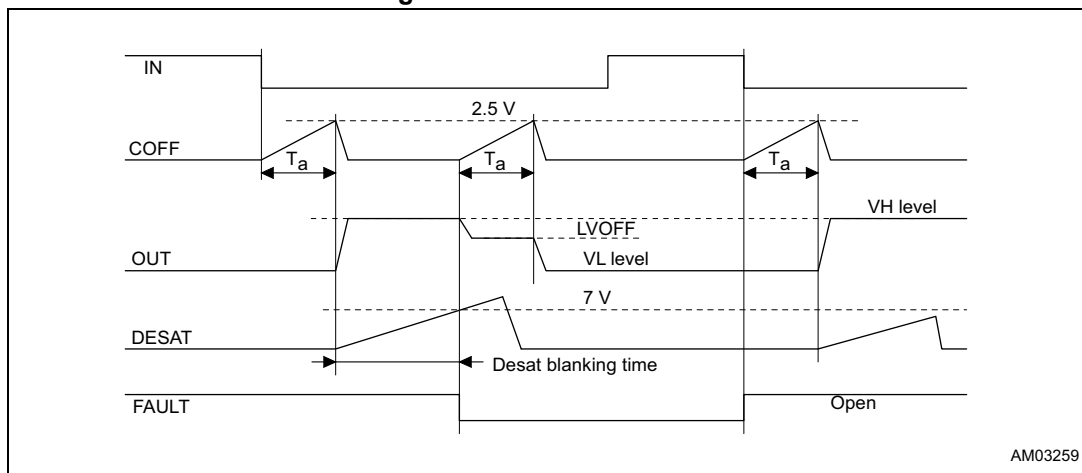 g
IN
2.5 V
COFF
Ta
Ta
Ta
VH level
LVOFF
OUT
VL level
7 V
DESAT
Desat blanking time
FAULT
Open
AM03259